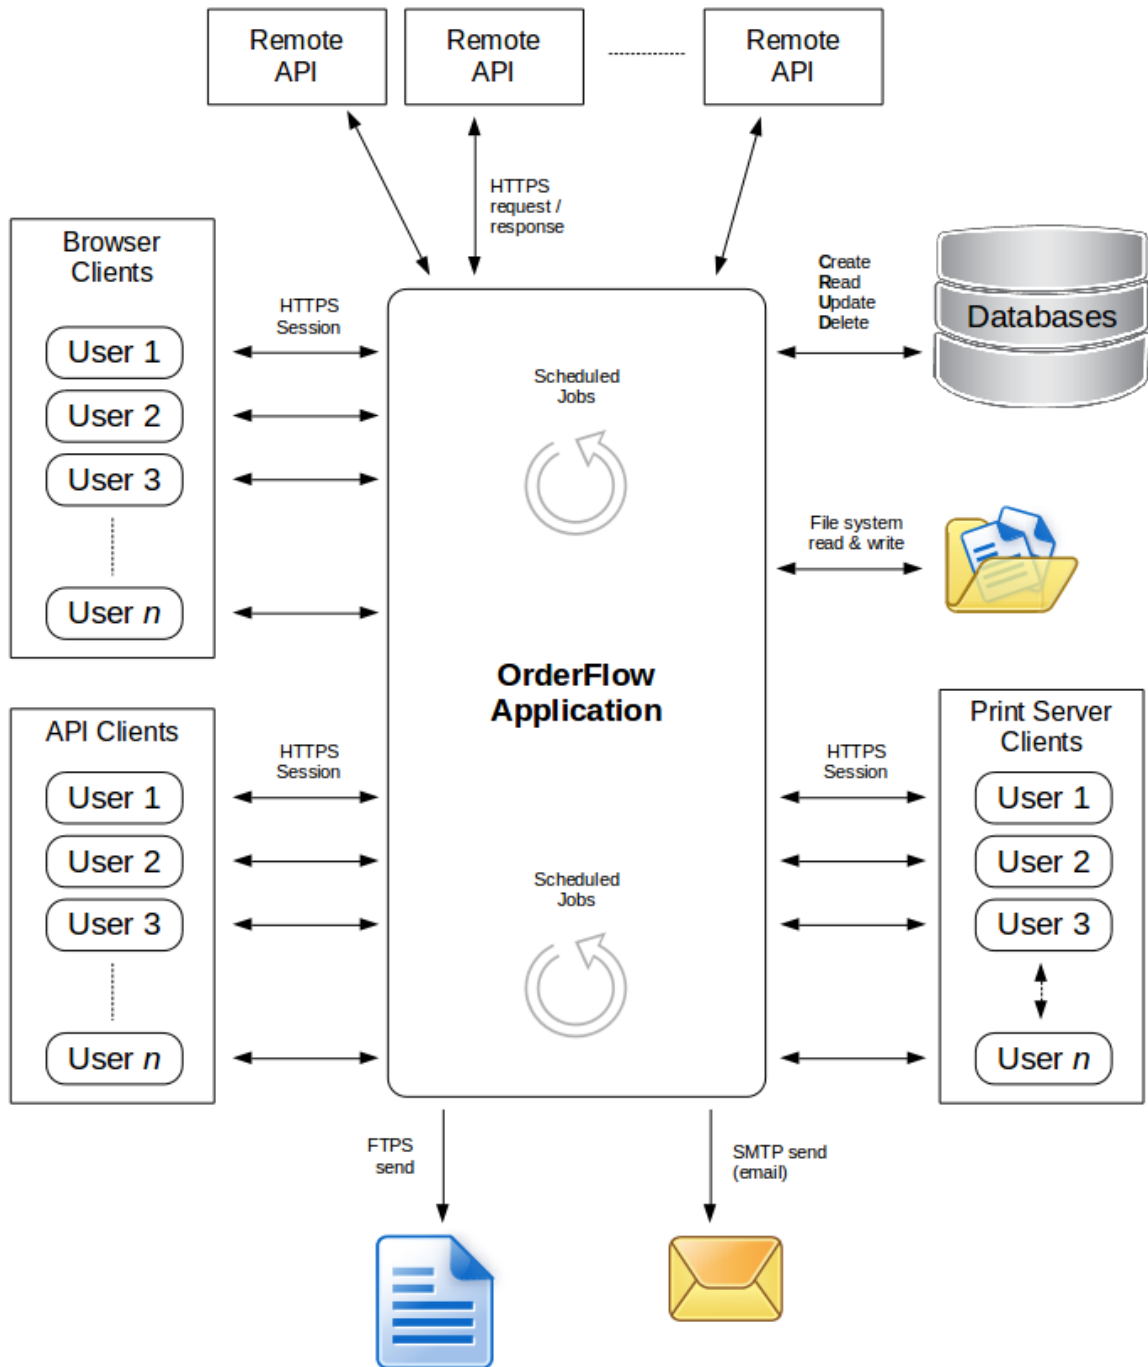 Remote
API
Remote
API
Remote
API
HTTPS
request /
response
Browser
Clients
User 1
User 2
User 3
User n
HTTPS
Session
Scheduled
Jobs
Create
Read
Update
Delete
Databases
File system
read & write
OrderFlow
Application
API Clients
User 1
User 2
User 3
User n
HTTPS
Session
Scheduled
Jobs
HTTPS
Session
Print Server
Clients
User 1
User 2
User 3
User n
FTPS
send
SMTP send
(email)